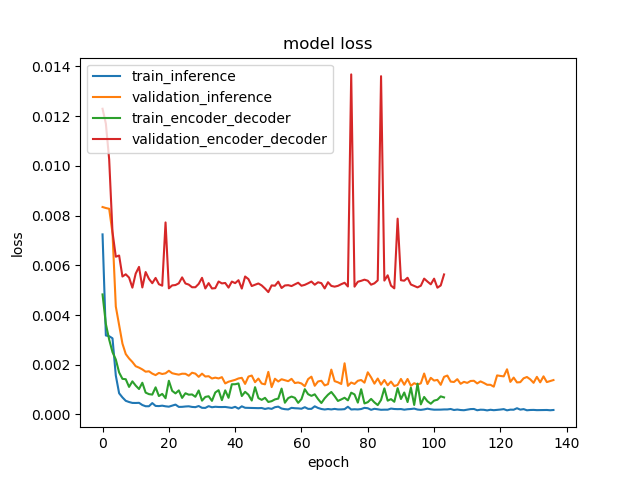 model loss
train_inference
validation_inference
train_encoder_decoder
validation_encoder_decoder
loss
0.014
0.012
0.010
0.008
0.006
0.004
0.002
0.000
0 20 40 60 80 100 120 140
epoch